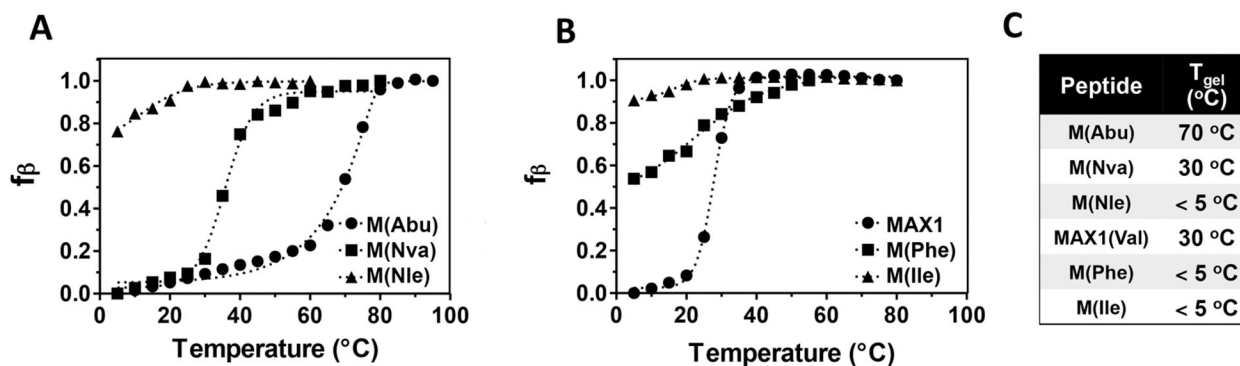 A
1.0
0.8
0.6
0.4
0.2
0.0
fβ
M(Abu)
M(Nva)
M(Nle)
0 20 40 60 80 100
Temperature (°C)
B
1.0
0.8
0.6
0.4
0.2
0.0
fβ
MAX1
M(Phe)
M(Ile)
0 20 40 60 80 100
Temperature (°C)
C
Peptide Tgel (°C)
M(Abu) 70 °C
M(Nva) 30 °C
M(Nle) < 5 °C
MAX1(Val) 30 °C
M(Phe) < 5 °C
M(Ile) < 5 °C